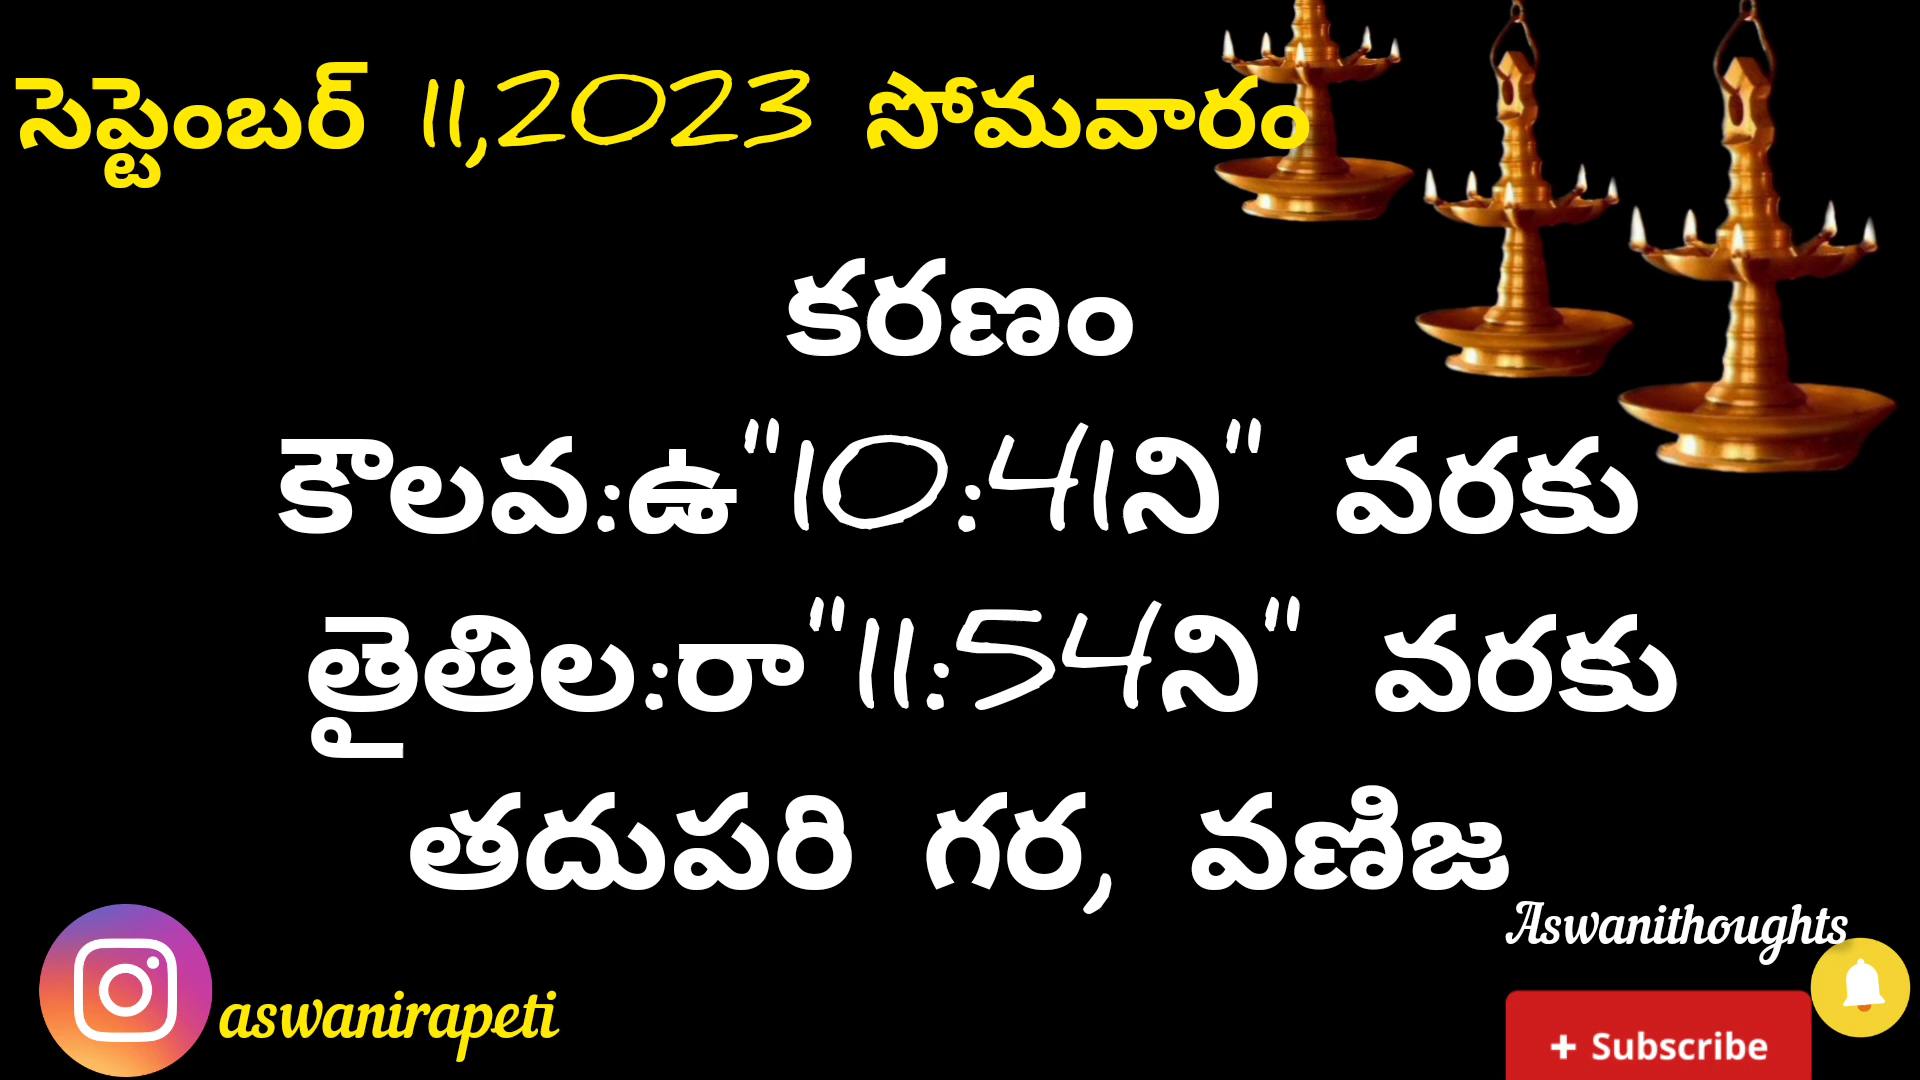 సెప్టెంబర్ 11,2023 సోమవారం
కరణం
కౌలవ:ఉ"10:41ని" వరకు
తైతిల:రా"11:54ని" వరకు
తదుపరి గర, వణిజ
Aswanithoughts
aswanirapeti
+ Subscribe